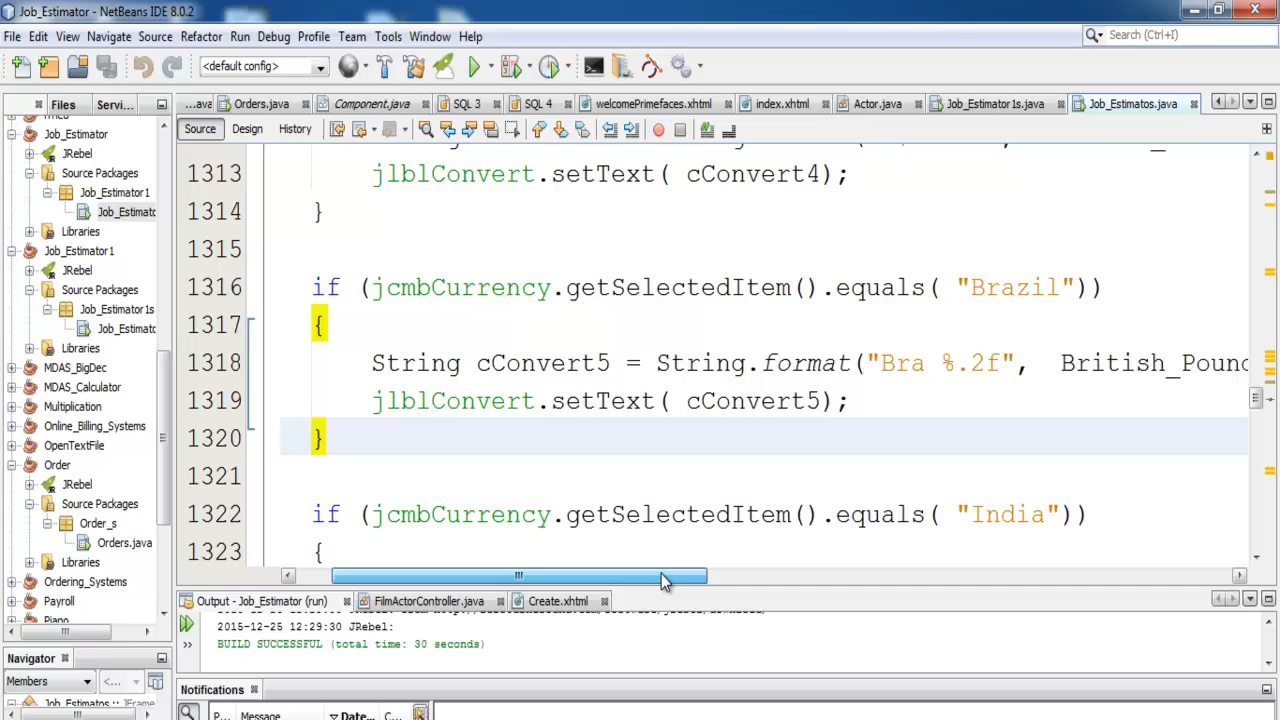 Job_Estimator - NetBeans IDE 8.0.2
File Edit View Navigate Source Refactor Run Debug Profile Team Tools Window Help
Search (Ctrl+I)
<default config>
Files Servi...
...ava Orders.java Component.java SQL 3 SQL 4 welcomePrimefaces.xhtml index.xhtml Actor.java Job_Estimator1s.java Job_Estimatos.java
Source Design History
Job_Estimator
JRebel
Source Packages
Job_Estimator1
Job_Estimato
Libraries
Job_Estimator1
JRebel
Source Packages
Job_Estimator1s
Job_Estimato
Libraries
MDAS_BigDec
MDAS_Calculator
Multiplication
Online_Billing_Systems
OpenTextFile
Order
JRebel
Source Packages
Order_s
Orders.java
Libraries
Ordering_Systems
Payroll
Piano
1313 jlblConvert.setText( cConvert4);
1314 }
1315
1316 if (jcmbCurrency.getSelectedItem().equals( "Brazil"))
1317 {
1318 String cConvert5 = String.format("Bra %.2f", British_Pound
1319 jlblConvert.setText( cConvert5);
1320 }
1321
1322 if (jcmbCurrency.getSelectedItem().equals( "India"))
1323 {
Output - Job_Estimator (run) FilmActorController.java Create.xhtml
2015-12-25 12:29:30 JRebel:
BUILD SUCCESSFUL (total time: 30 seconds)
Navigator
Members <...
Job_Estimatos :: JFrame
Notifications
P... Message Date... C...